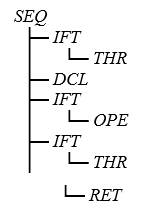 SEQ
IFT
THR
DCL
IFT
OPE
IFT
THR
RET